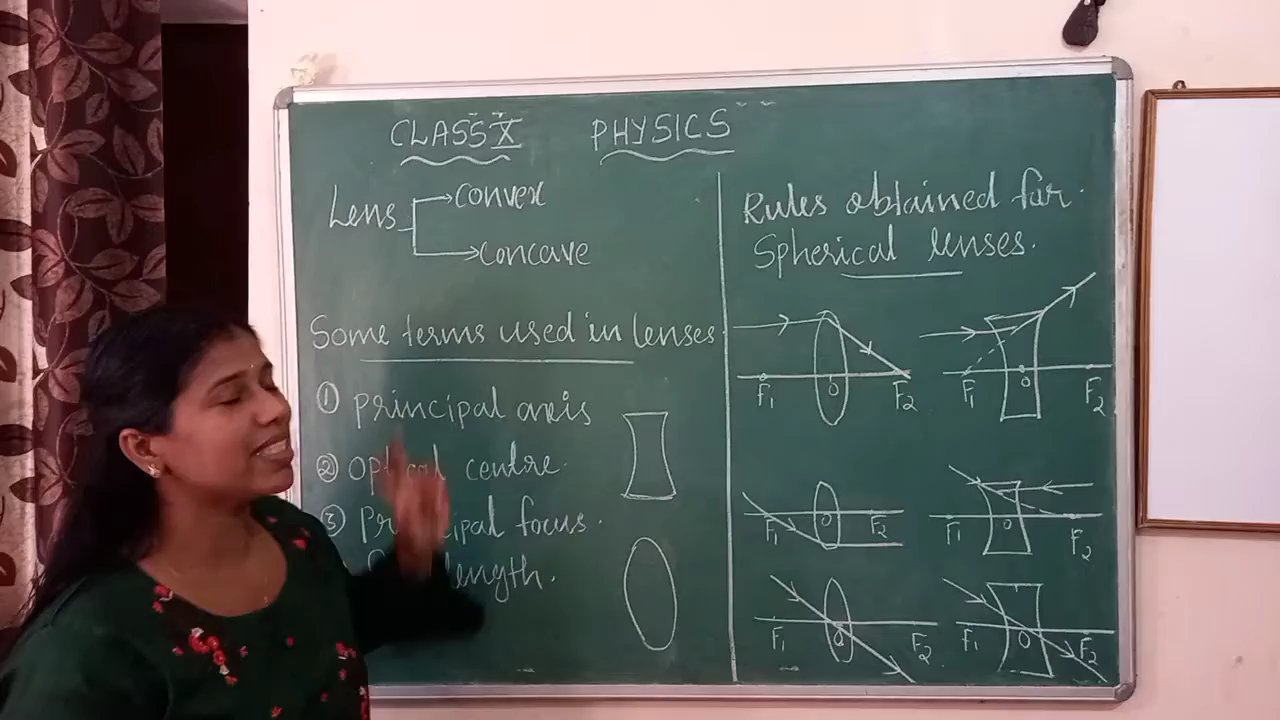 CLASS X PHYSICS
Lens
Convex
Concave
Some terms used in lenses
① principal axis
② optical centre.
③ Principal focus.
length.
Rules obtained for
Spherical lenses.
F₁ O F₂
F₁ O F₂
F₁ O F₂
F₁ O F₂
F₁ O F₂
F₁ O F₂